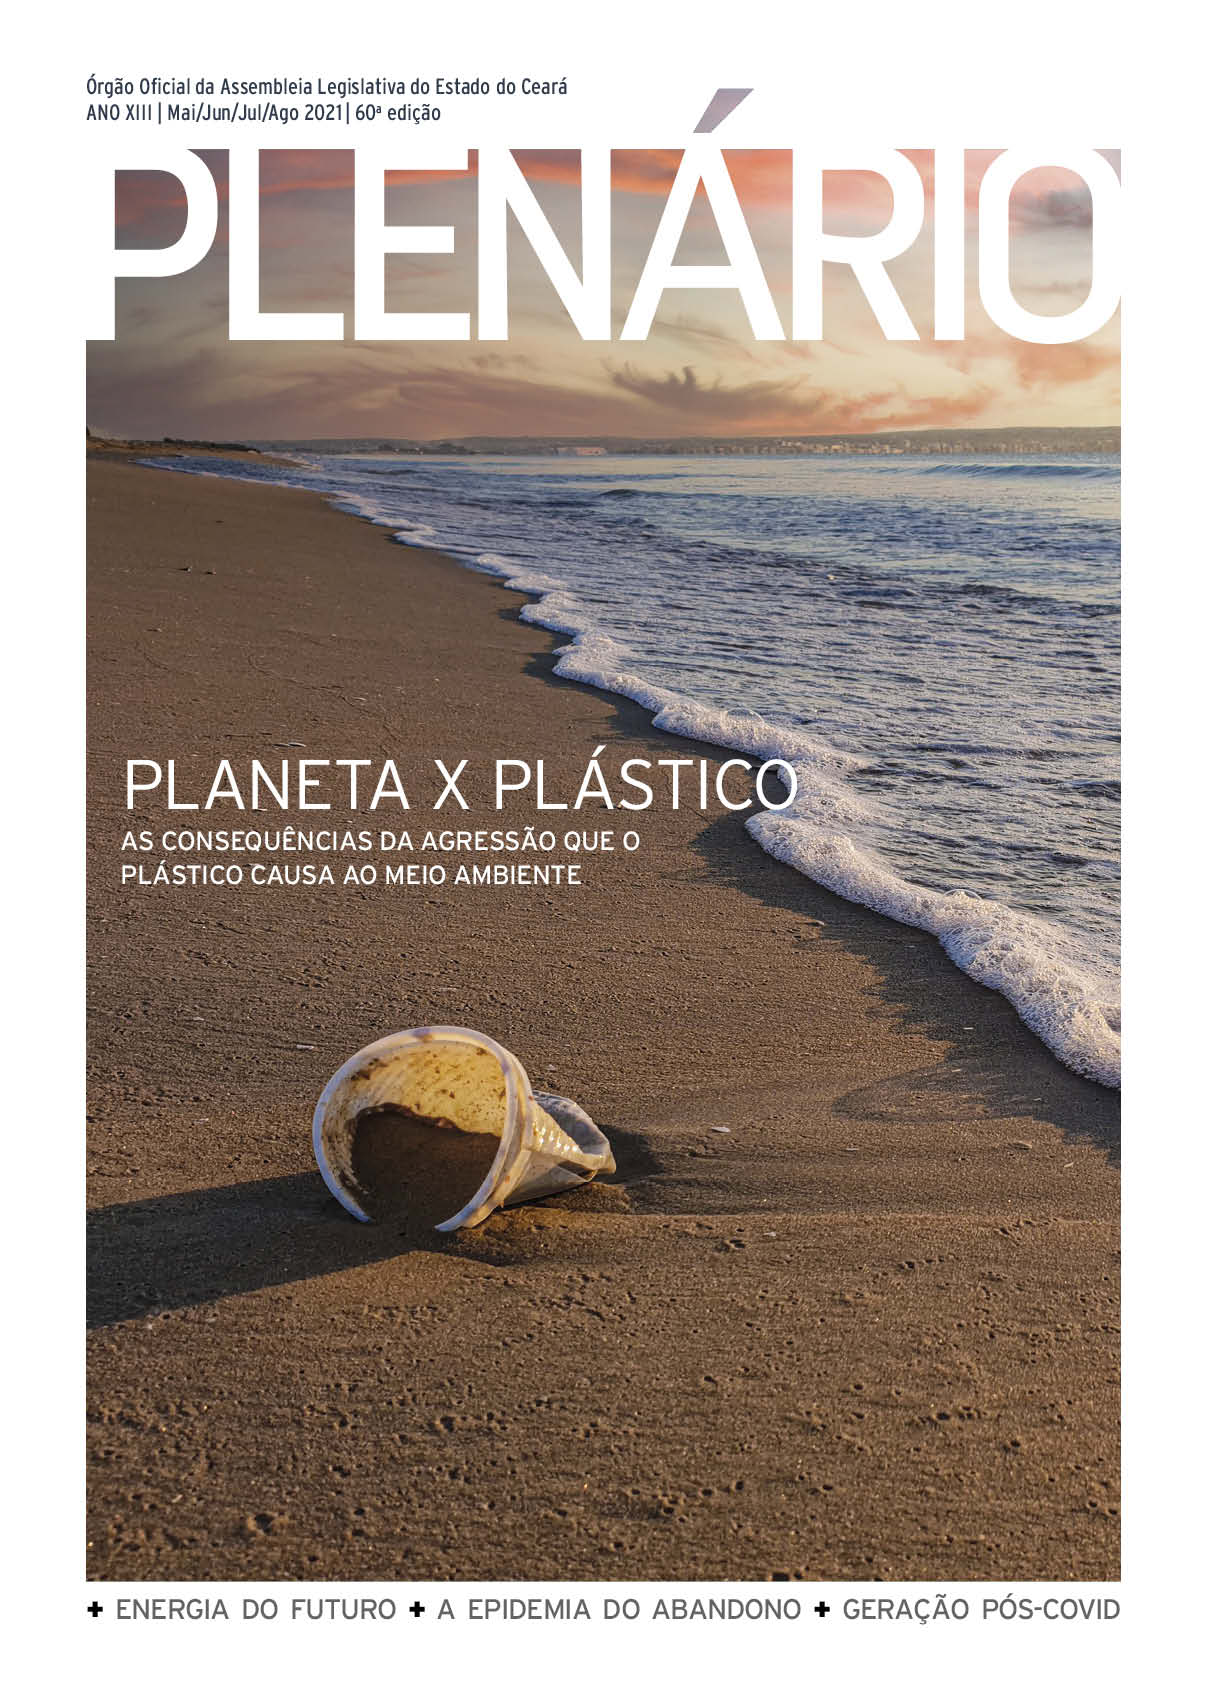 Órgão Oficial da Assembleia Legislativa do Estado do Ceará
ANO XIII | Mai/Jun/Jul/Ago 2021 | 60ª edição
PLENÁRIO
PLANETA X PLÁSTICO
AS CONSEQUÊNCIAS DA AGRESSÃO QUE O
PLÁSTICO CAUSA AO MEIO AMBIENTE
+ ENERGIA DO FUTURO + A EPIDEMIA DO ABANDONO + GERAÇÃO PÓS-COVID